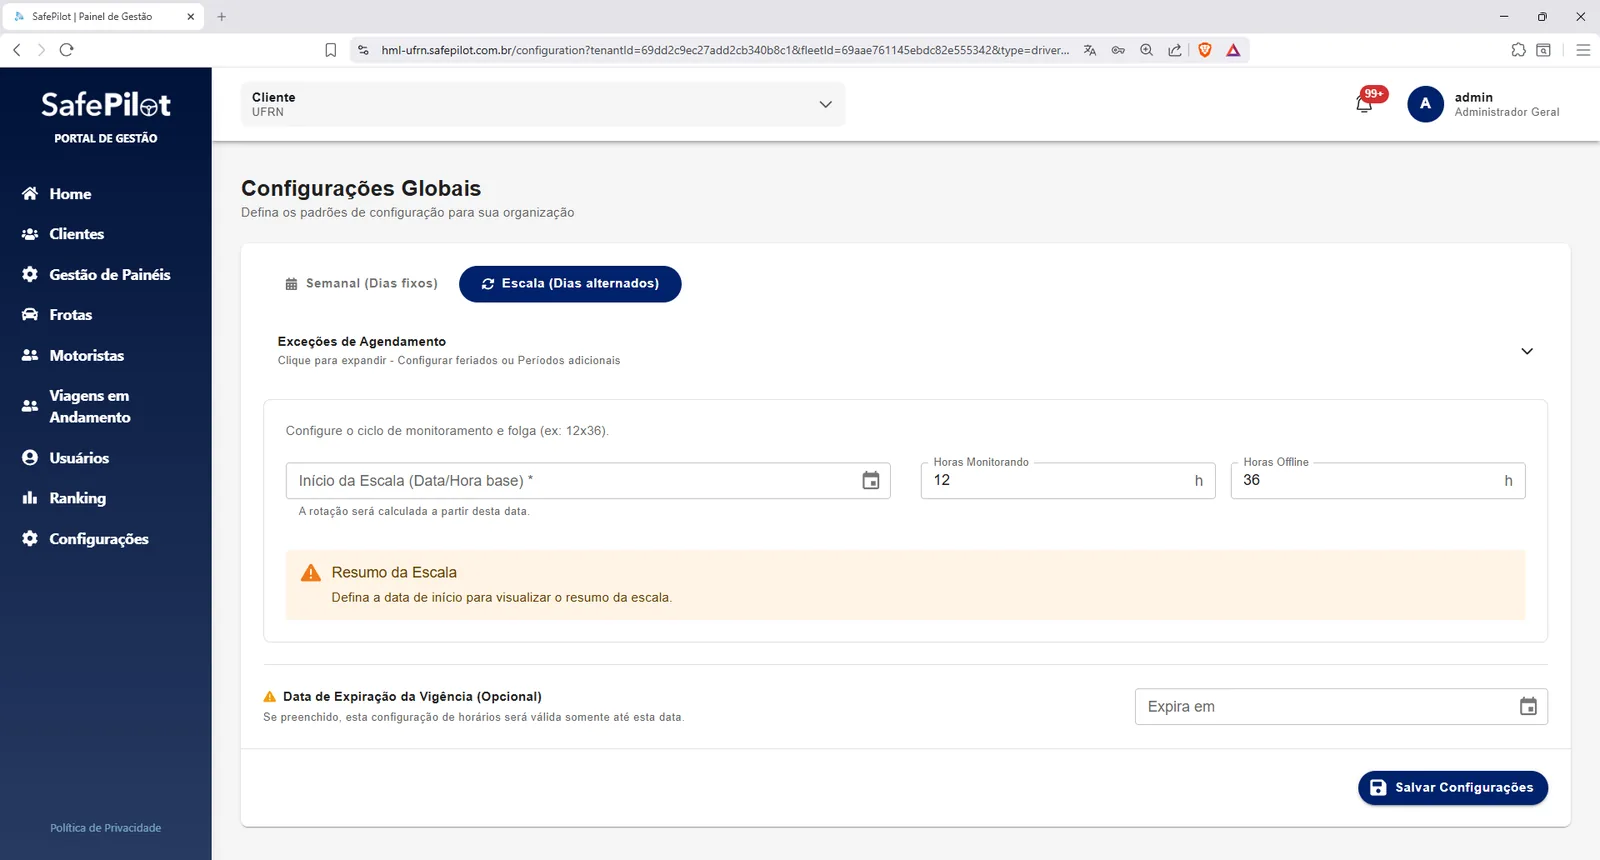 SafePilot | Painel de Gestão
hml-ufrn.safepilot.com.br/configuration?tenantId=69dd2c9ec27add2cb340b8c1&fleetId=69aae761145ebdc82e555342&type=driver...
SafePilot
PORTAL DE GESTÃO
Home
Clientes
Gestão de Painéis
Frotas
Motoristas
Viagens em
Andamento
Usuários
Ranking
Configurações
Política de Privacidade
Cliente
UFRN
99+
A
admin
Administrador Geral
Configurações Globais
Defina os padrões de configuração para sua organização
Semanal (Dias fixos)
Escala (Dias alternados)
Exceções de Agendamento
Clique para expandir - Configurar feriados ou Períodos adicionais
Configure o ciclo de monitoramento e folga (ex: 12x36).
Início da Escala (Data/Hora base) *
A rotação será calculada a partir desta data.
Horas Monitorando
12 h
Horas Offline
36 h
Resumo da Escala
Defina a data de início para visualizar o resumo da escala.
Data de Expiração da Vigência (Opcional)
Se preenchido, esta configuração de horários será válida somente até esta data.
Expira em
Salvar Configurações